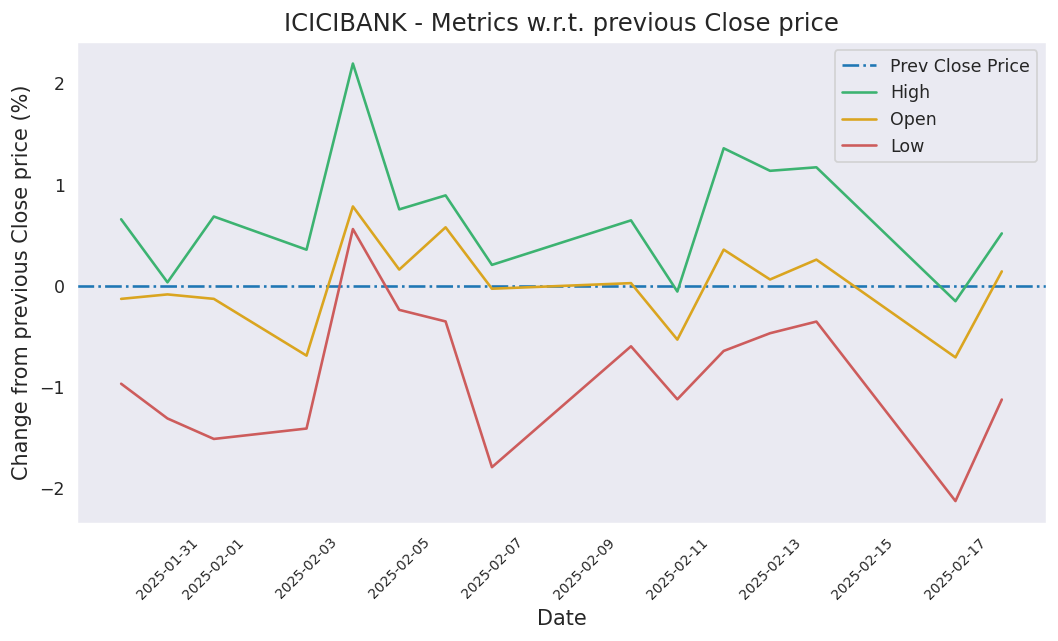 ICICIBANK - Metrics w.r.t. previous Close price
Change from previous Close price (%)
2
1
0
−1
−2
Prev Close Price
High
Open
Low
2025-01-31
2025-02-01
2025-02-03
2025-02-05
2025-02-07
2025-02-09
2025-02-11
2025-02-13
2025-02-15
2025-02-17
Date